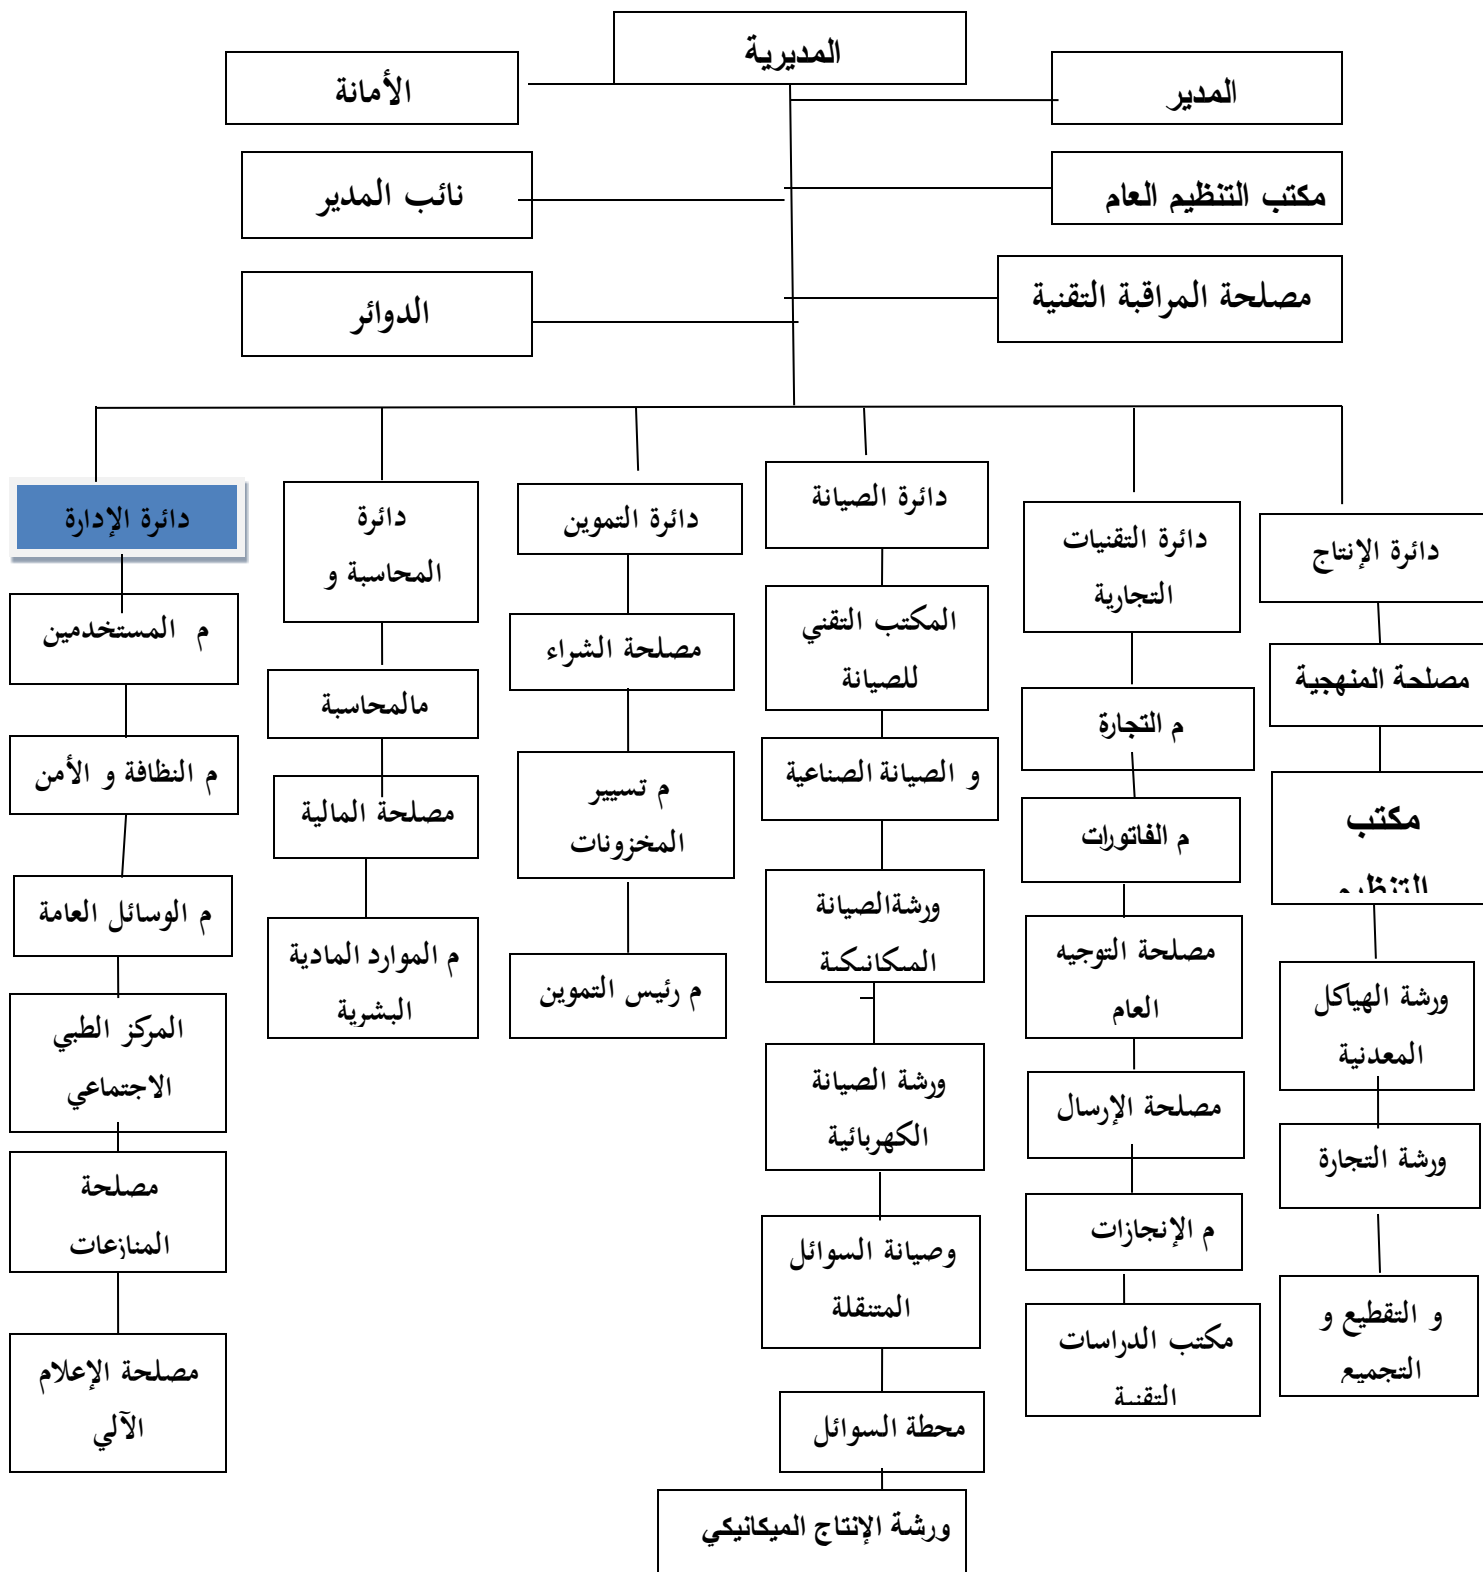 المديرية
المدير
الأمانة
مكتب التنظيم العام
نائب المدير
مصلحة المراقبة التقنية
الدوائر
دائرة الإنتاج
مصلحة المنهجية
مكتب
التنظيم
ورشة الهياكل
المعدنية
ورشة التجارة
و التقطيع و
التجميع
دائرة التقنيات
التجارية
م التجارة
م الفاتورات
مصلحة التوجيه
العام
مصلحة الإرسال
م الإنجازات
مكتب الدراسات
التقنية
دائرة الصيانة
المكتب التقني
للصيانة
و الصيانة الصناعية
ورشةالصيانة
الميكانيكية
ورشة الصيانة
الكهربائية
وصيانة السوائل
المتنقلة
محطة السوائل
ورشة الإنتاج الميكانيكي
دائرة التموين
مصلحة الشراء
م تسيير
المخزونات
م رئيس التموين
دائرة
المحاسبة و
مالمحاسبة
مصلحة المالية
م الموارد المادية
البشرية
دائرة الإدارة
م المستخدمين
م النظافة و الأمن
م الوسائل العامة
المركز الطبي
الاجتماعي
مصلحة
المنازعات
مصلحة الإعلام
الآلي